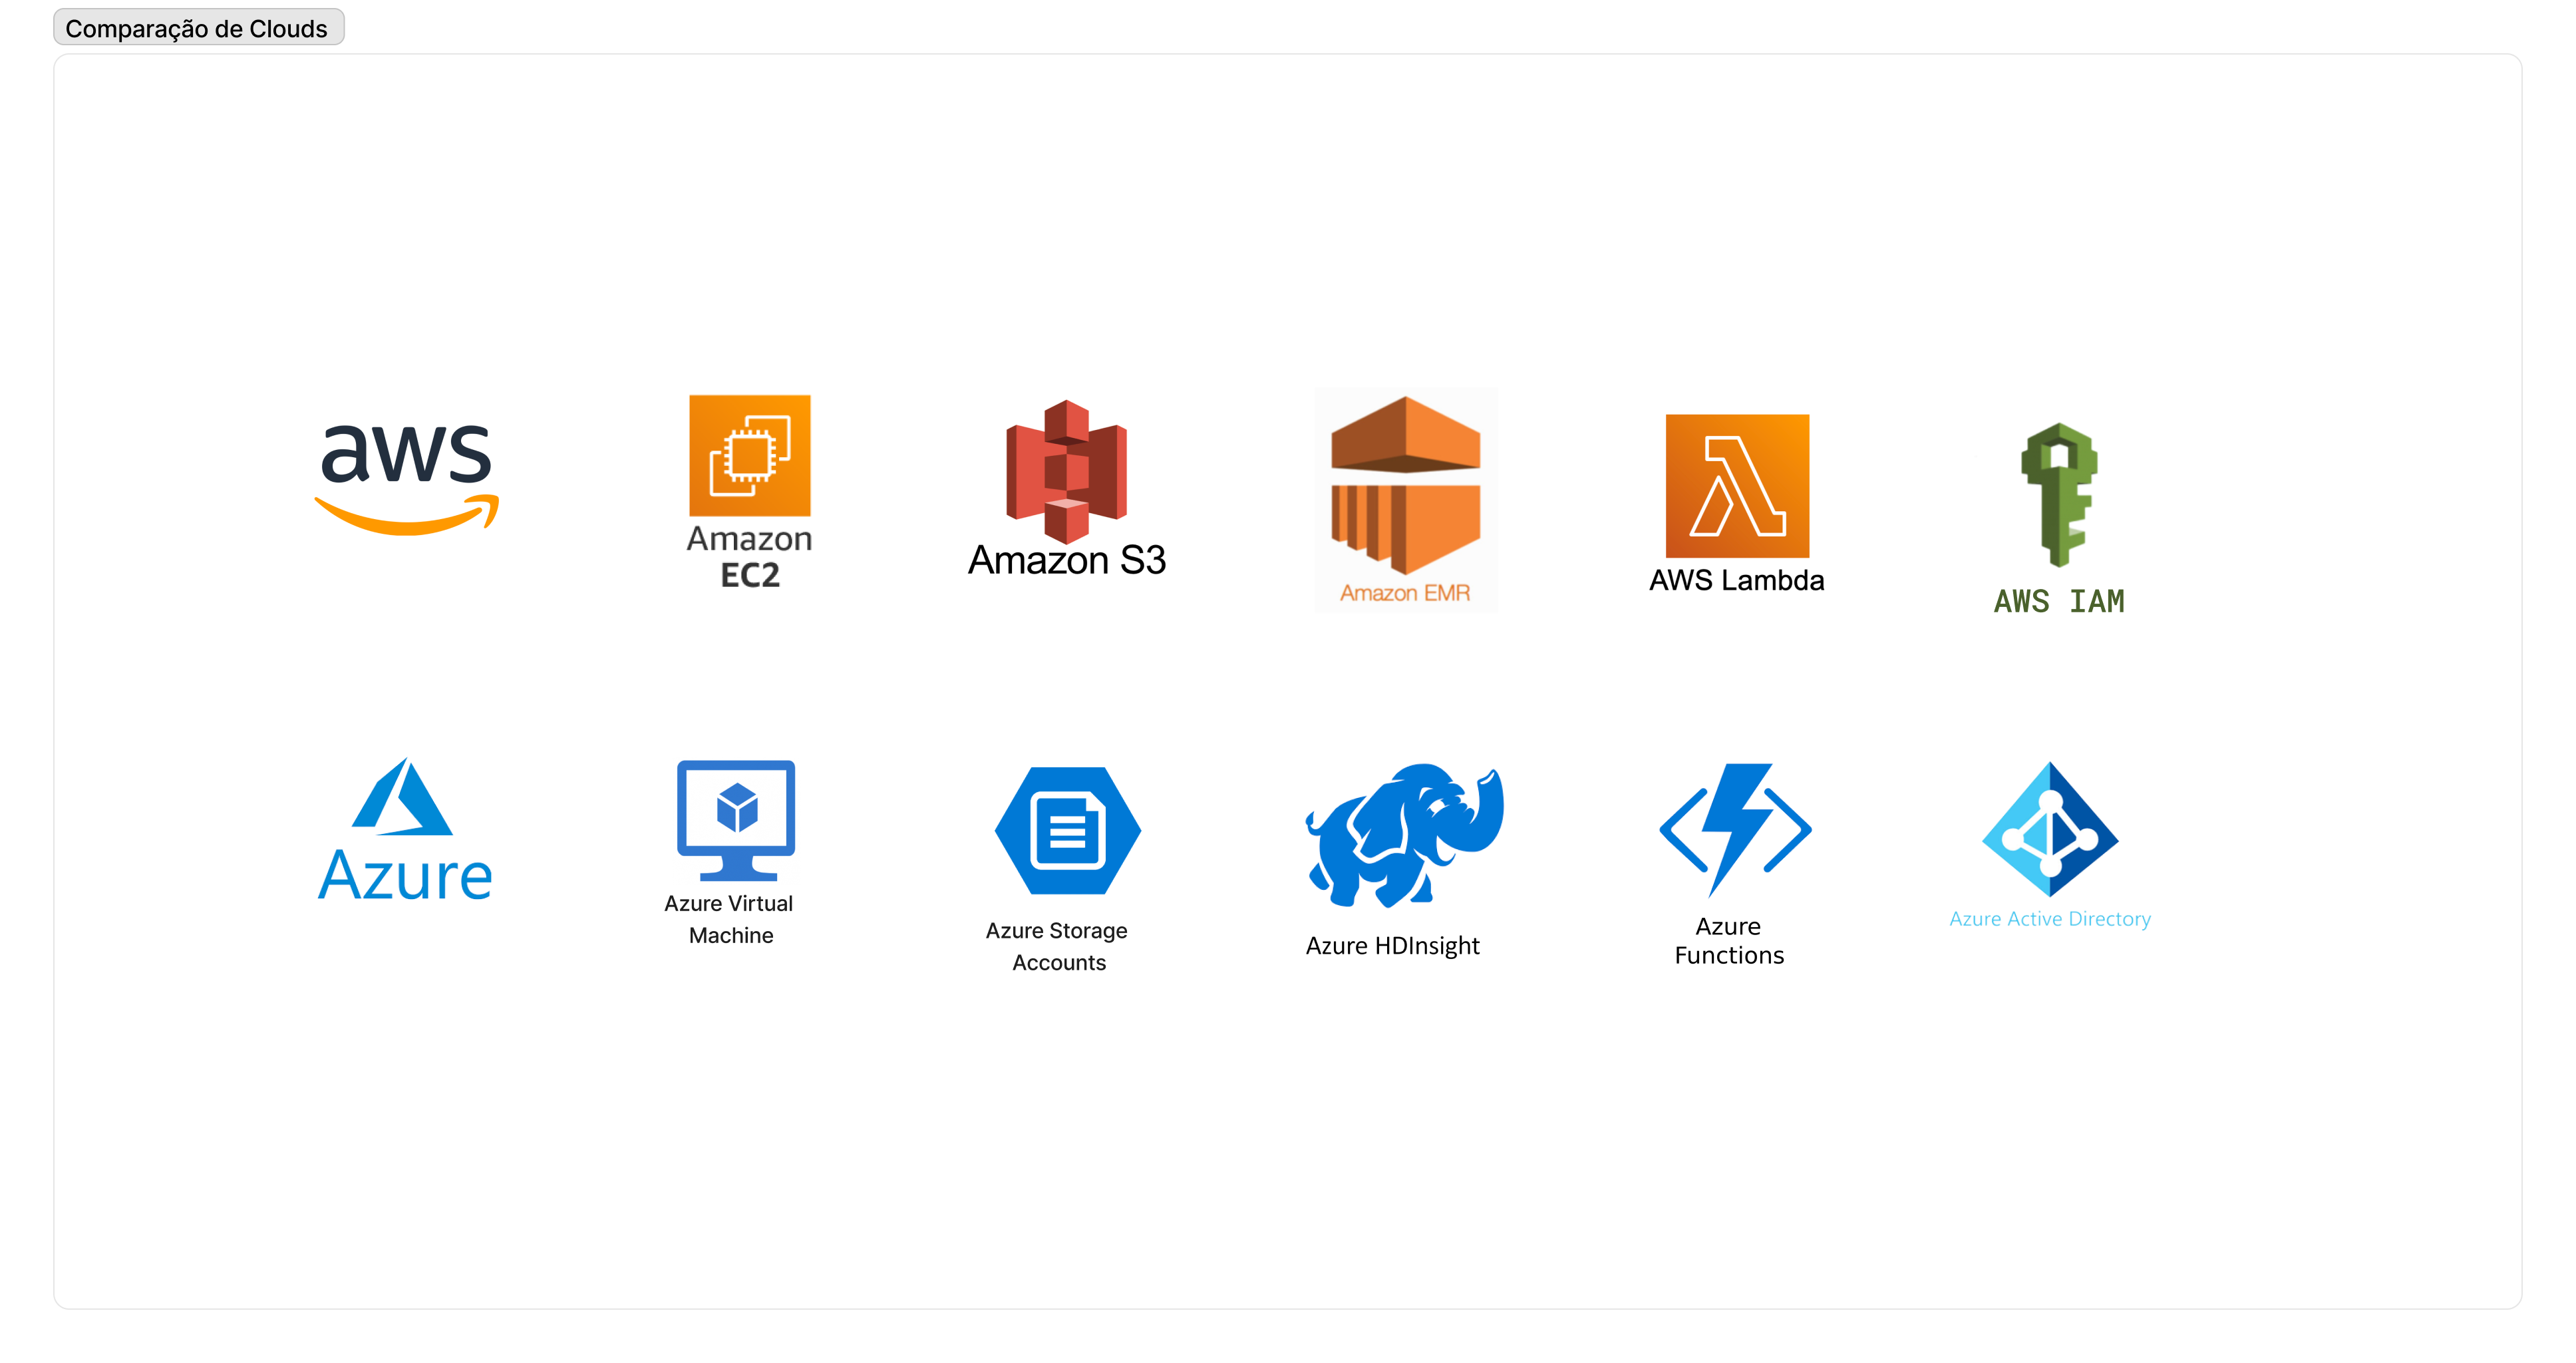 Comparação de Clouds
aws
Amazon
EC2
Amazon S3
Amazon EMR
AWS Lambda
AWS IAM
Azure
Azure Virtual
Machine
Azure Storage
Accounts
Azure HDInsight
Azure
Functions
Azure Active Directory